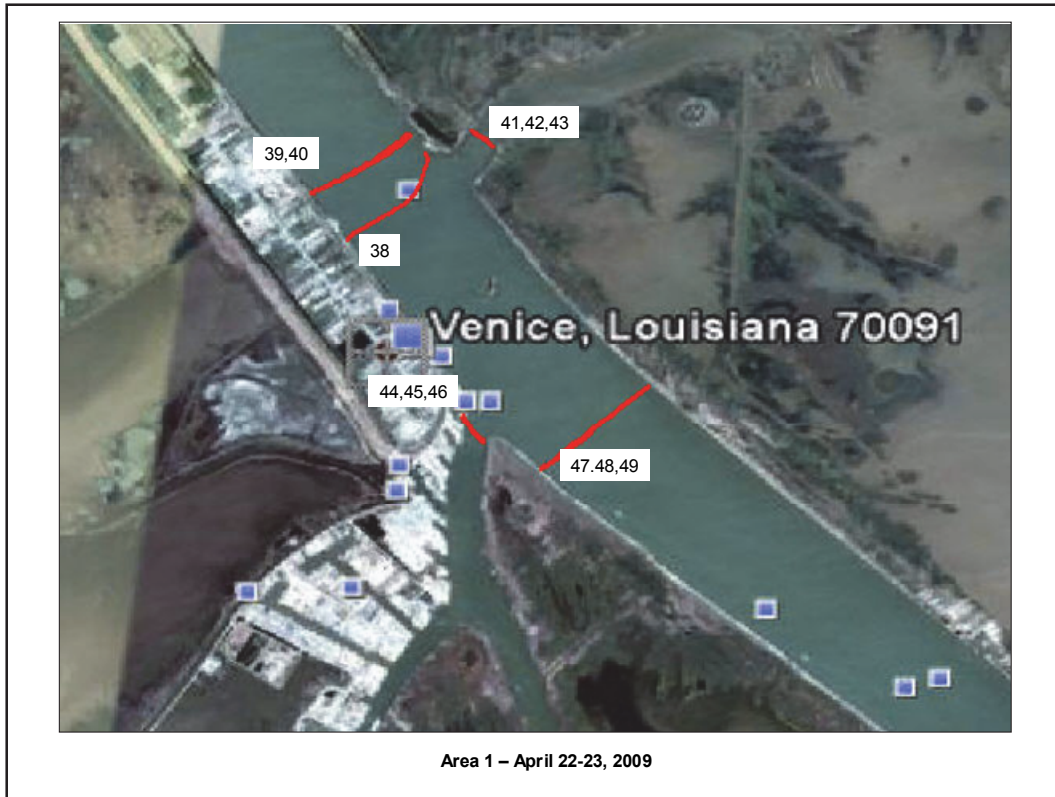 41,42,43
39,40
38
Venice, Louisiana 70091
44,45,46
47.48,49
Area 1 – April 22-23, 2009